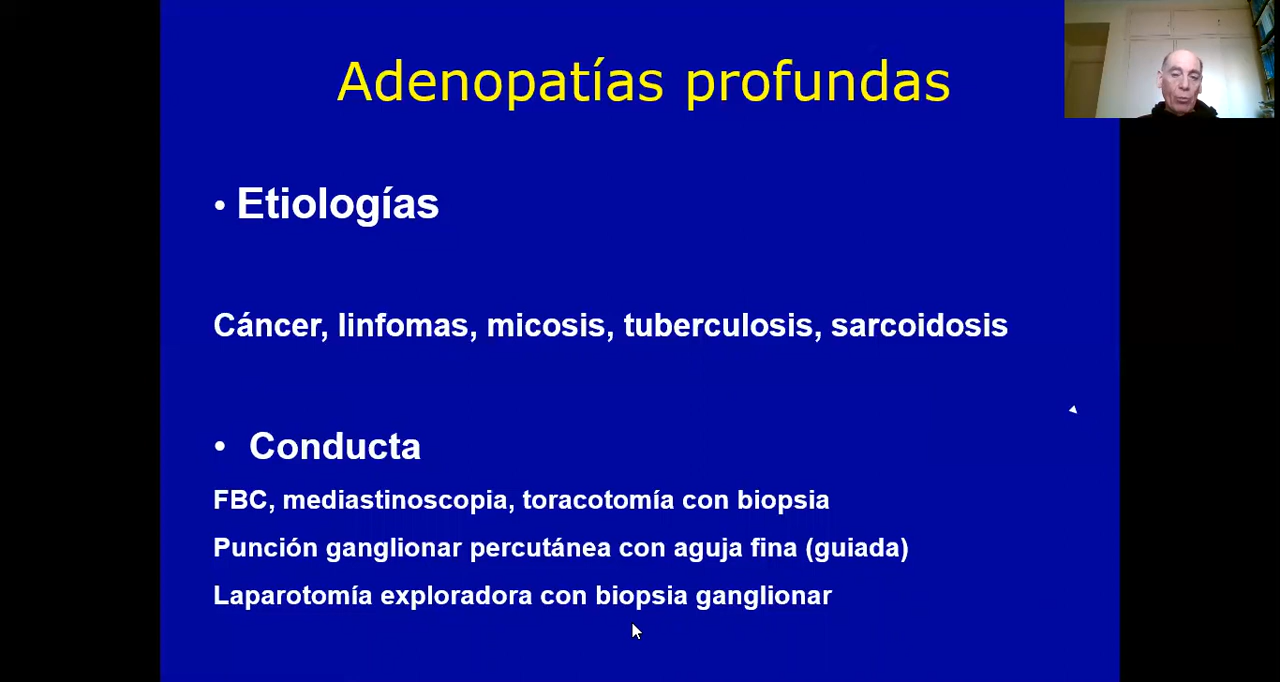 Adenopatías profundas
• Etiologías
Cáncer, linfomas, micosis, tuberculosis, sarcoidosis
• Conducta
FBC, mediastinoscopia, toracotomía con biopsia
Punción ganglionar percutánea con aguja fina (guiada)
Laparotomía exploradora con biopsia ganglionar